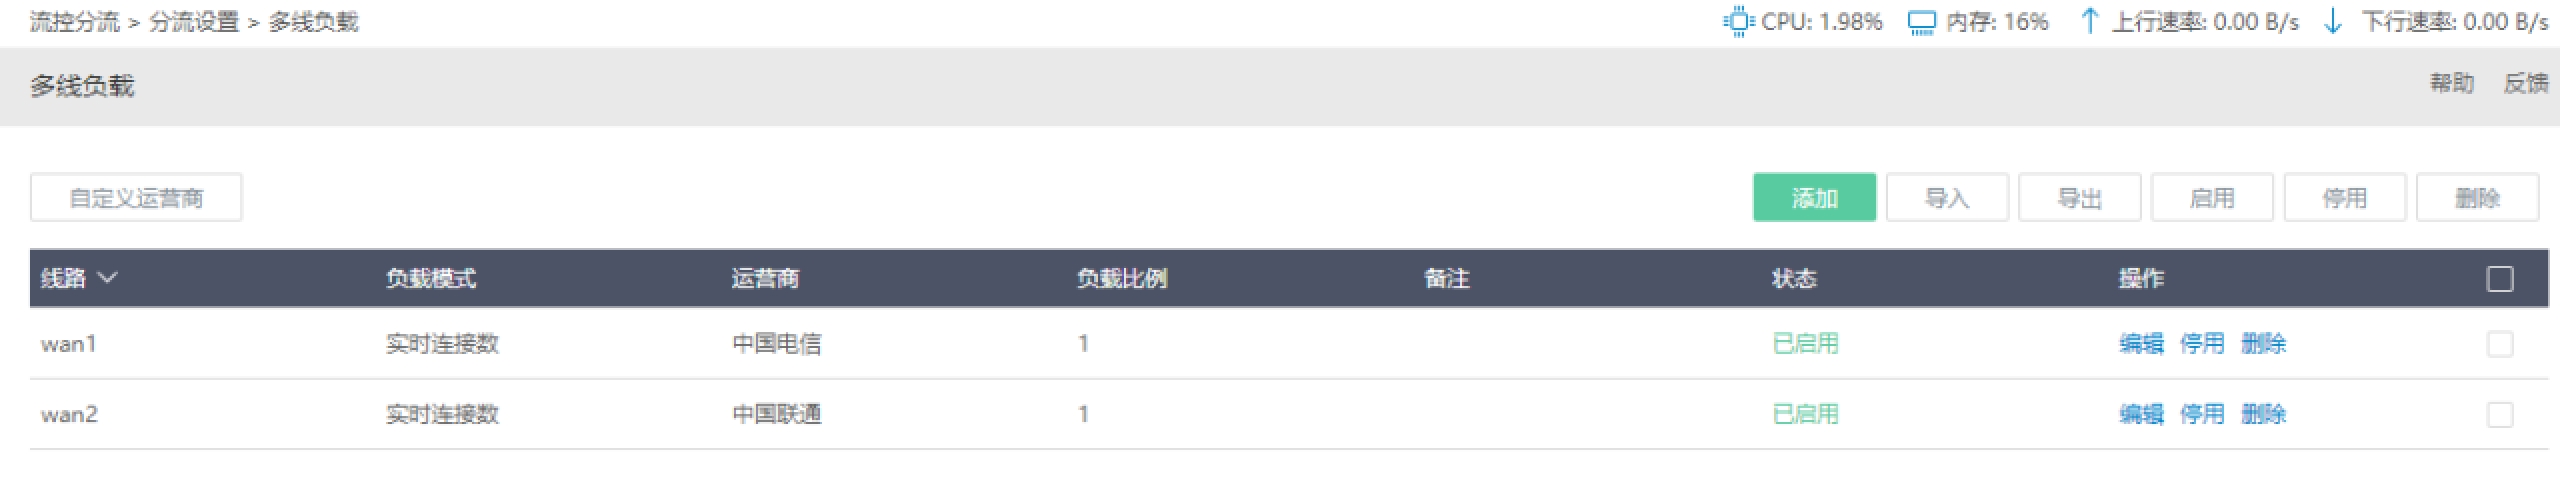 流控分流 > 分流设置 > 多线负载 CPU: 1.98% 内存: 16% 上行速率: 0.00 B/s 下行速率: 0.00 B/s
多线负载 帮助 反馈
自定义运营商 添加 导入 导出 启用 停用 删除
线路 负载模式 运营商 负载比例 备注 状态 操作
wan1 实时连接数 中国电信 1 已启用 编辑 停用 删除
wan2 实时连接数 中国联通 1 已启用 编辑 停用 删除